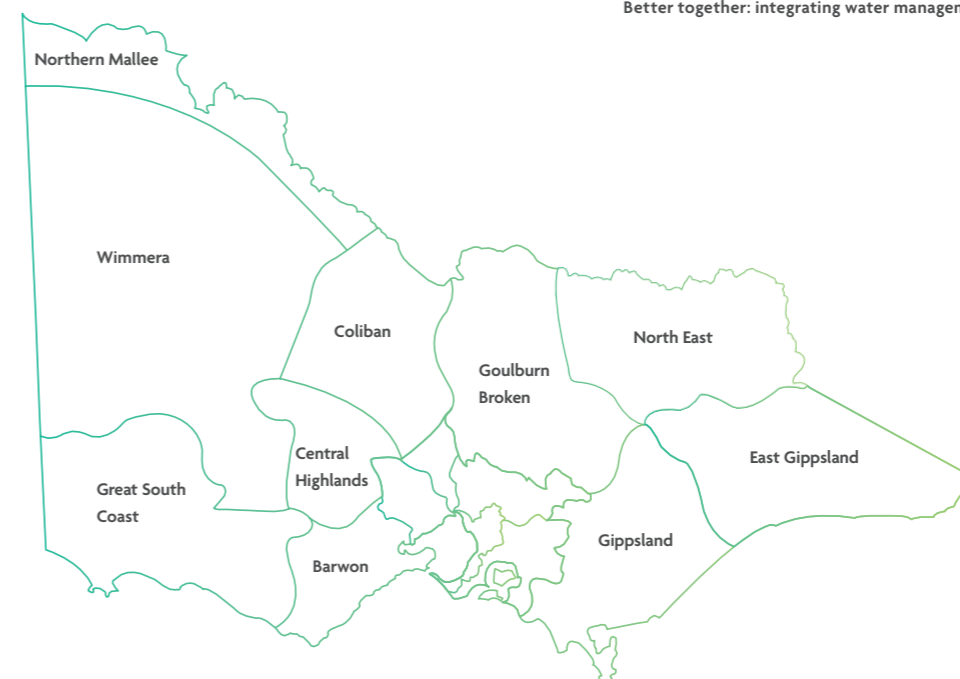 Better together: integrating water
Northern Mallee
Wimmera
Coliban
North East
Goulburn
Broken
Central
Highlands
East Gippsland
Great South
Coast
Gippsland
Barwon